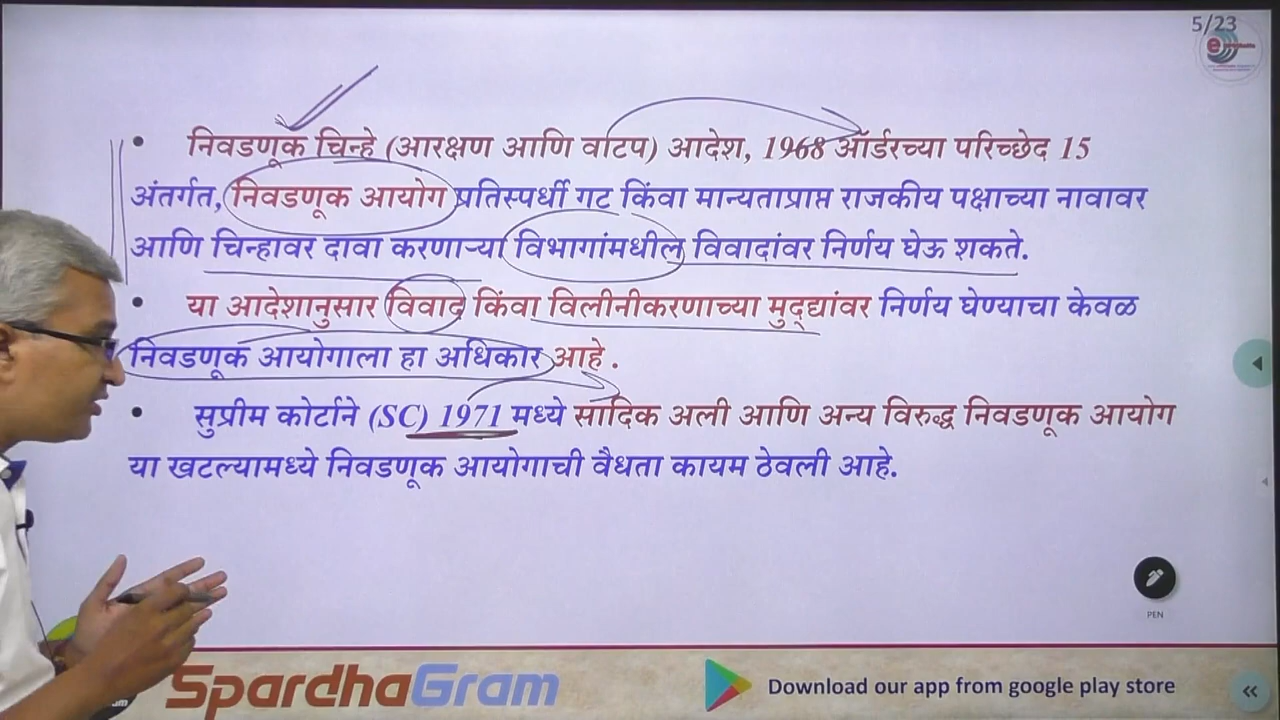 5/23
• निवडणूक चिन्हे (आरक्षण आणि वाटप) आदेश, 1968 ऑर्डरच्या परिच्छेद 15
अंतर्गत, निवडणूक आयोग प्रतिस्पर्धी गट किंवा मान्यताप्राप्त राजकीय पक्षाच्या नावावर
आणि चिन्हावर दावा करणाऱ्या विभागांमधील विवादांवर निर्णय घेऊ शकते.
• या आदेशानुसार विवाद किंवा विलीनीकरणाच्या मुद्द्यांवर निर्णय घेण्याचा केवळ
निवडणूक आयोगाला हा अधिकार आहे .
• सुप्रीम कोर्टाने (SC) 1971 मध्ये सादिक अली आणि अन्य विरुद्ध निवडणूक आयोग
या खटल्यामध्ये निवडणूक आयोगाची वैधता कायम ठेवली आहे.
PEN
SpardhaGram
Download our app from google play store